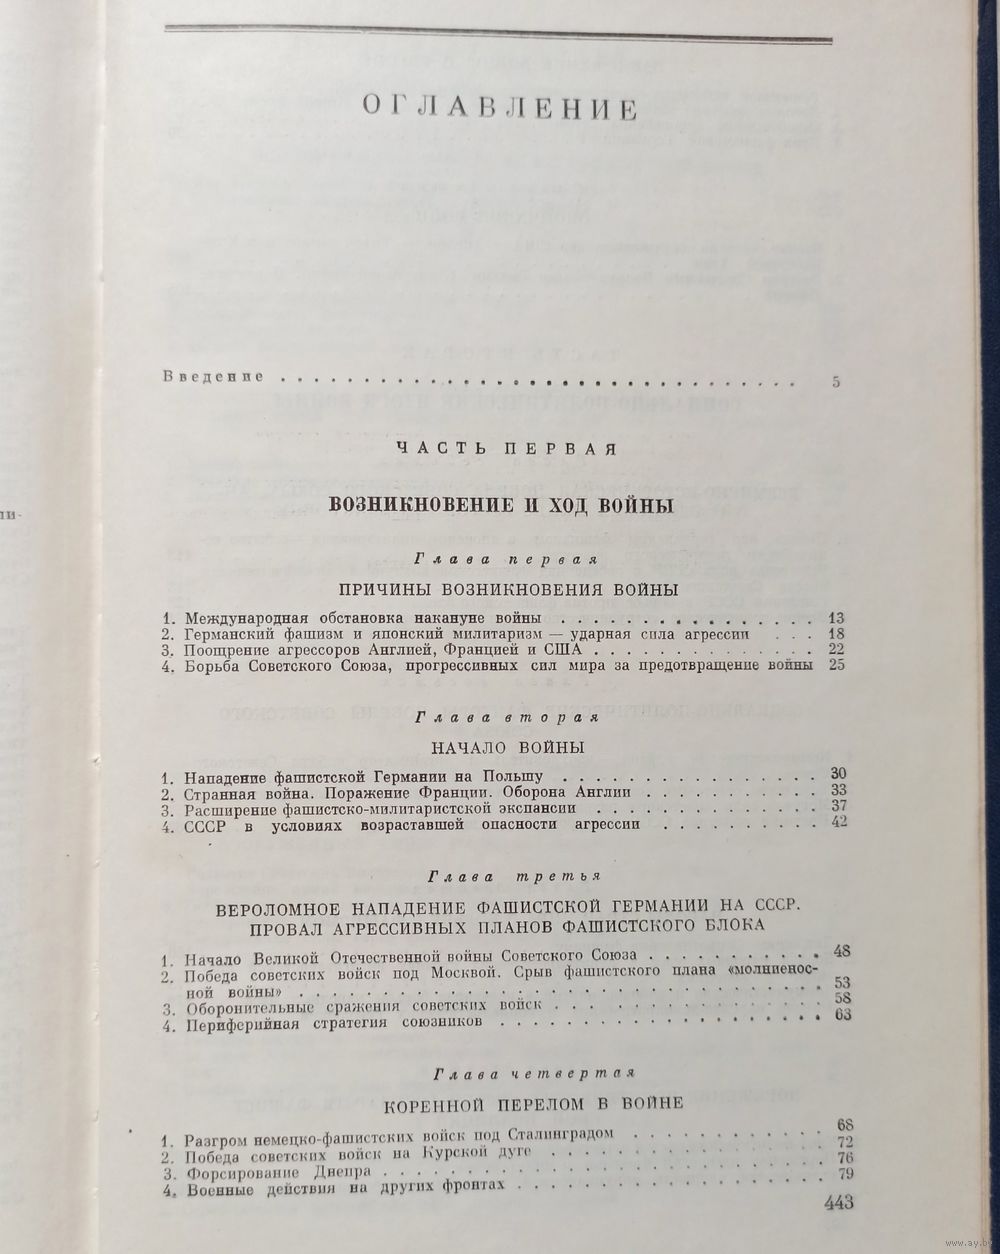 ОГЛАВЛЕНИЕ
Введение . . . . . . . . . . . . . . . . . . . . . . . . . . . . . . . . 5
ЧАСТЬ ПЕРВАЯ
ВОЗНИКНОВЕНИЕ И ХОД ВОЙНЫ
Глава первая
ПРИЧИНЫ ВОЗНИКНОВЕНИЯ ВОЙНЫ
1. Международная обстановка накануне войны . . . . . . . . . . . . . . 13
2. Германский фашизм и японский милитаризм — ударная сила агрессии . . . 18
3. Поощрение агрессоров Англией, Францией и США . . . . . . . . . . . . . 22
4. Борьба Советского Союза, прогрессивных сил мира за предотвращение войны 25
Глава вторая
НАЧАЛО ВОЙНЫ
1. Нападение фашистской Германии на Польшу . . . . . . . . . . . . . . . . 30
2. Странная война. Поражение Франции. Оборона Англии . . . . . . . . . . . 33
3. Расширение фашистско-милитаристской экспансии . . . . . . . . . . . . . . 37
4. СССР в условиях возраставшей опасности агрессии . . . . . . . . . . 42
Глава третья
ВЕРОЛОМНОЕ НАПАДЕНИЕ ФАШИСТСКОЙ ГЕРМАНИИ НА СССР.
ПРОВАЛ АГРЕССИВНЫХ ПЛАНОВ ФАШИСТСКОГО БЛОКА
1. Начало Великой Отечественной войны Советского Союза . . . . . . . . . . . 48
2. Победа советских войск под Москвой. Срыв фашистского плана «молниенос-
ной войны» . . . . . . . . . . . . . . . . . . . . . . . . . . . . . . . 53
3. Оборонительные сражения советских войск . . . . . . . . . . . . . . . . 58
4. Периферийная стратегия союзников . . . . . . . . . . . . . . . . . . . . 63
Глава четвертая
КОРЕННОЙ ПЕРЕЛОМ В ВОЙНЕ
1. Разгром немецко-фашистских войск под Сталинградом . . . . . . . . . . . . 68
2. Победа советских войск на Курской дуге . . . . . . . . . . . . . . . . . 72
3. Форсирование Днепра . . . . . . . . . . . . . . . . . . . . . . . . . . . 76
4. Военные действия на других фронтах . . . . . . . . . . . . . . . . . . . 79
443
ли-
www.ay.by